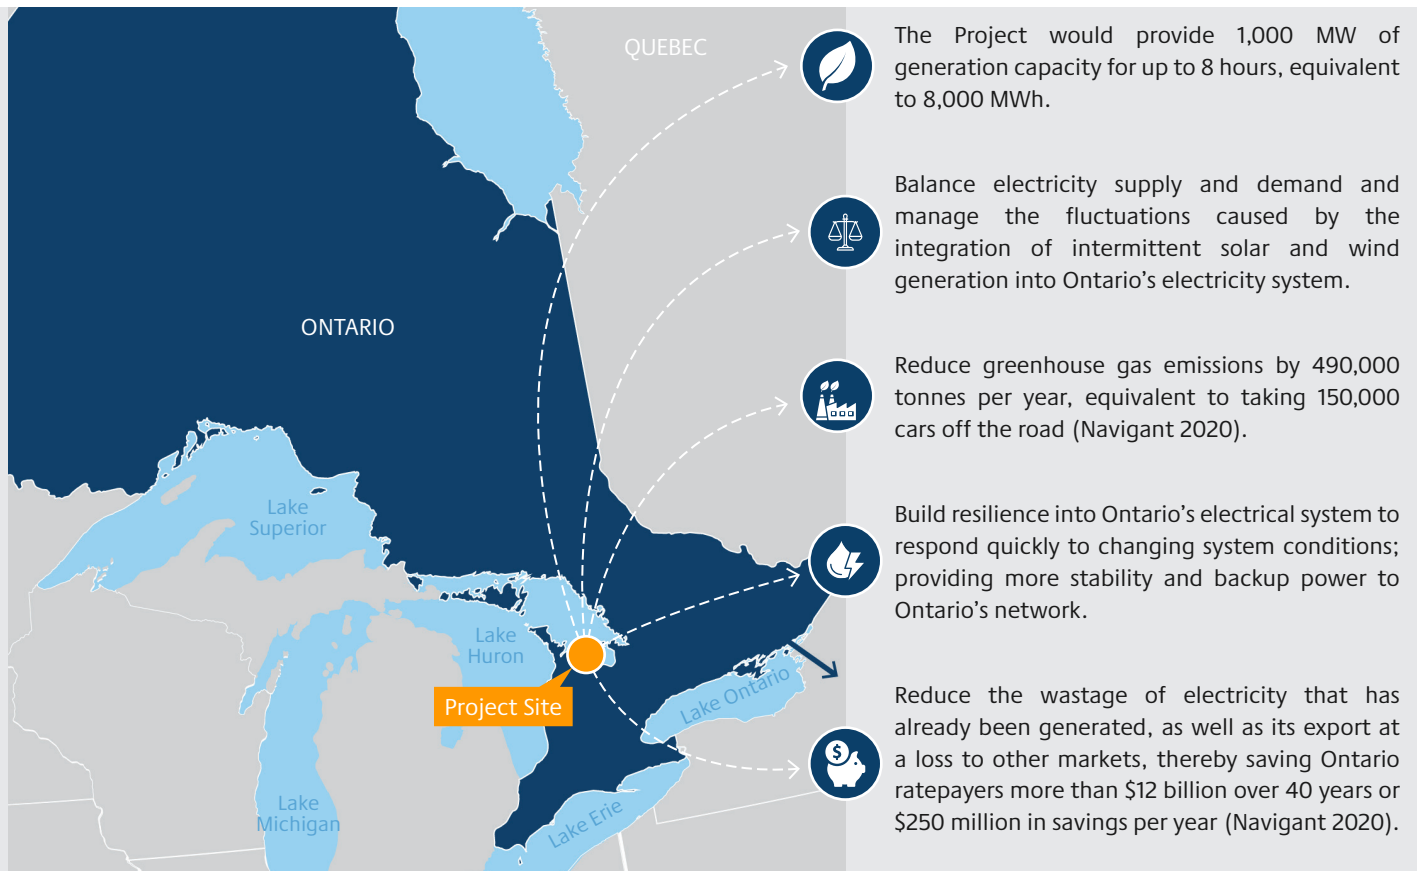 QUEBEC
ONTARIO
Lake
Superior
Lake
Huron
Project Site
Lake Ontario
Lake
Michigan
Lake Erie
The Project would provide 1,000 MW of
generation capacity for up to 8 hours, equivalent
to 8,000 MWh.
Balance electricity supply and demand and
manage the fluctuations caused by the
integration of intermittent solar and wind
generation into Ontario’s electricity system.
Reduce greenhouse gas emissions by 490,000
tonnes per year, equivalent to taking 150,000
cars off the road (Navigant 2020).
Build resilience into Ontario’s electrical system to
respond quickly to changing system conditions;
providing more stability and backup power to
Ontario’s network.
$
Reduce the wastage of electricity that has
already been generated, as well as its export at
a loss to other markets, thereby saving Ontario
ratepayers more than $12 billion over 40 years or
$250 million in savings per year (Navigant 2020).